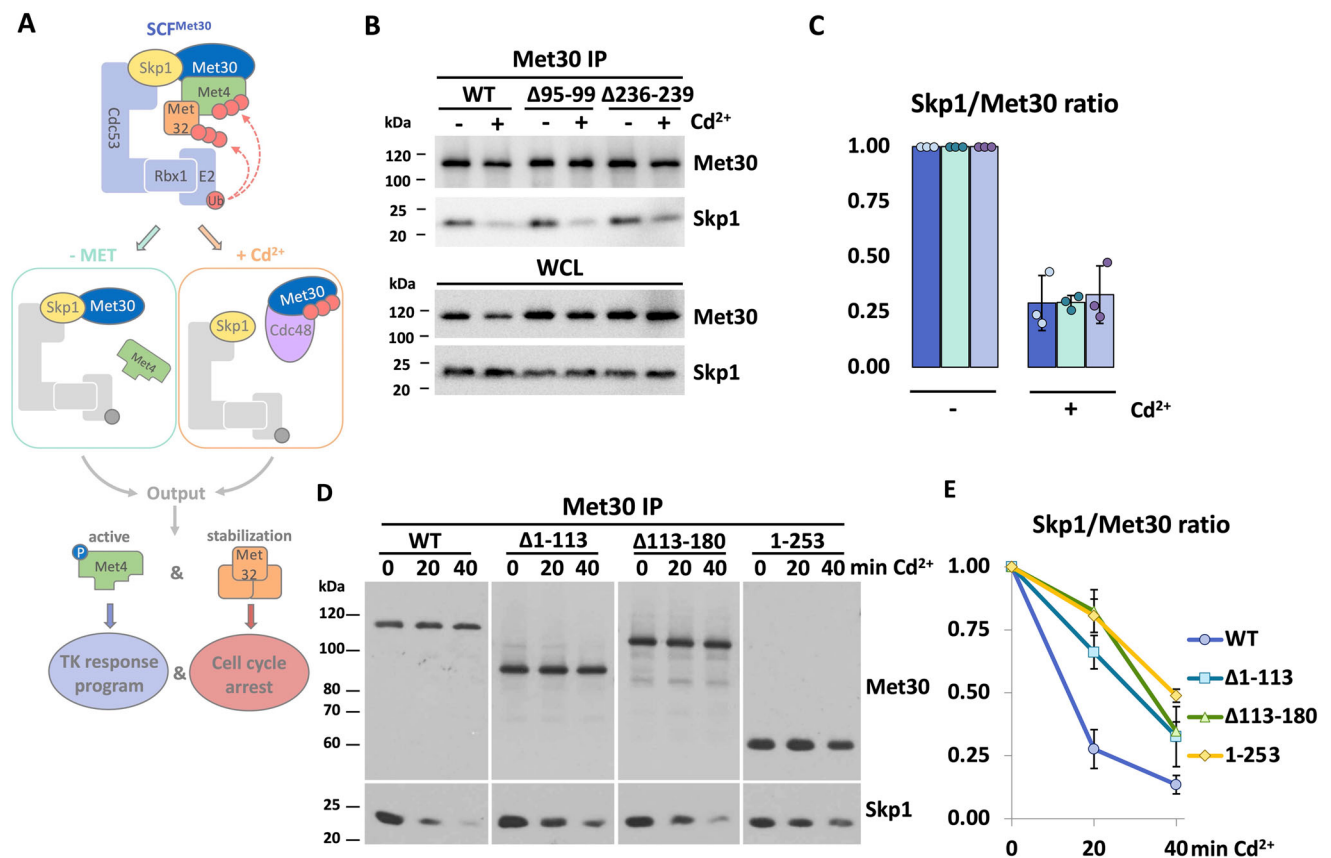 A
SCF^Met30
Skp1
Met30
Met4
Met
32
Cdc53
Rbx1
E2
Ub
- MET
+ Cd²⁺
Skp1
Met30
Met4
Skp1
Met30
Cdc48
Output
active
stabilization
P
Met4
&
Met
32
TK response
program
&
Cell cycle
arrest
B
Met30 IP
WT Δ95-99 Δ236-239
- + - + - + Cd²⁺
kDa
120
100
Met30
25
20
Skp1
WCL
kDa
120
100
Met30
25
20
Skp1
C
Skp1/Met30 ratio
1.00
0.75
0.50
0.25
0.00
- + Cd²⁺
D
Met30 IP
WT Δ1-113 Δ113-180 1-253
0 20 40 0 20 40 0 20 40 0 20 40 min Cd²⁺
kDa
120
100
80
70
60
Met30
25
20
Skp1
E
Skp1/Met30 ratio
1.00
0.75
0.50
0.25
0.00
0 20 40 min Cd²⁺
WT
Δ1-113
Δ113-180
1-253